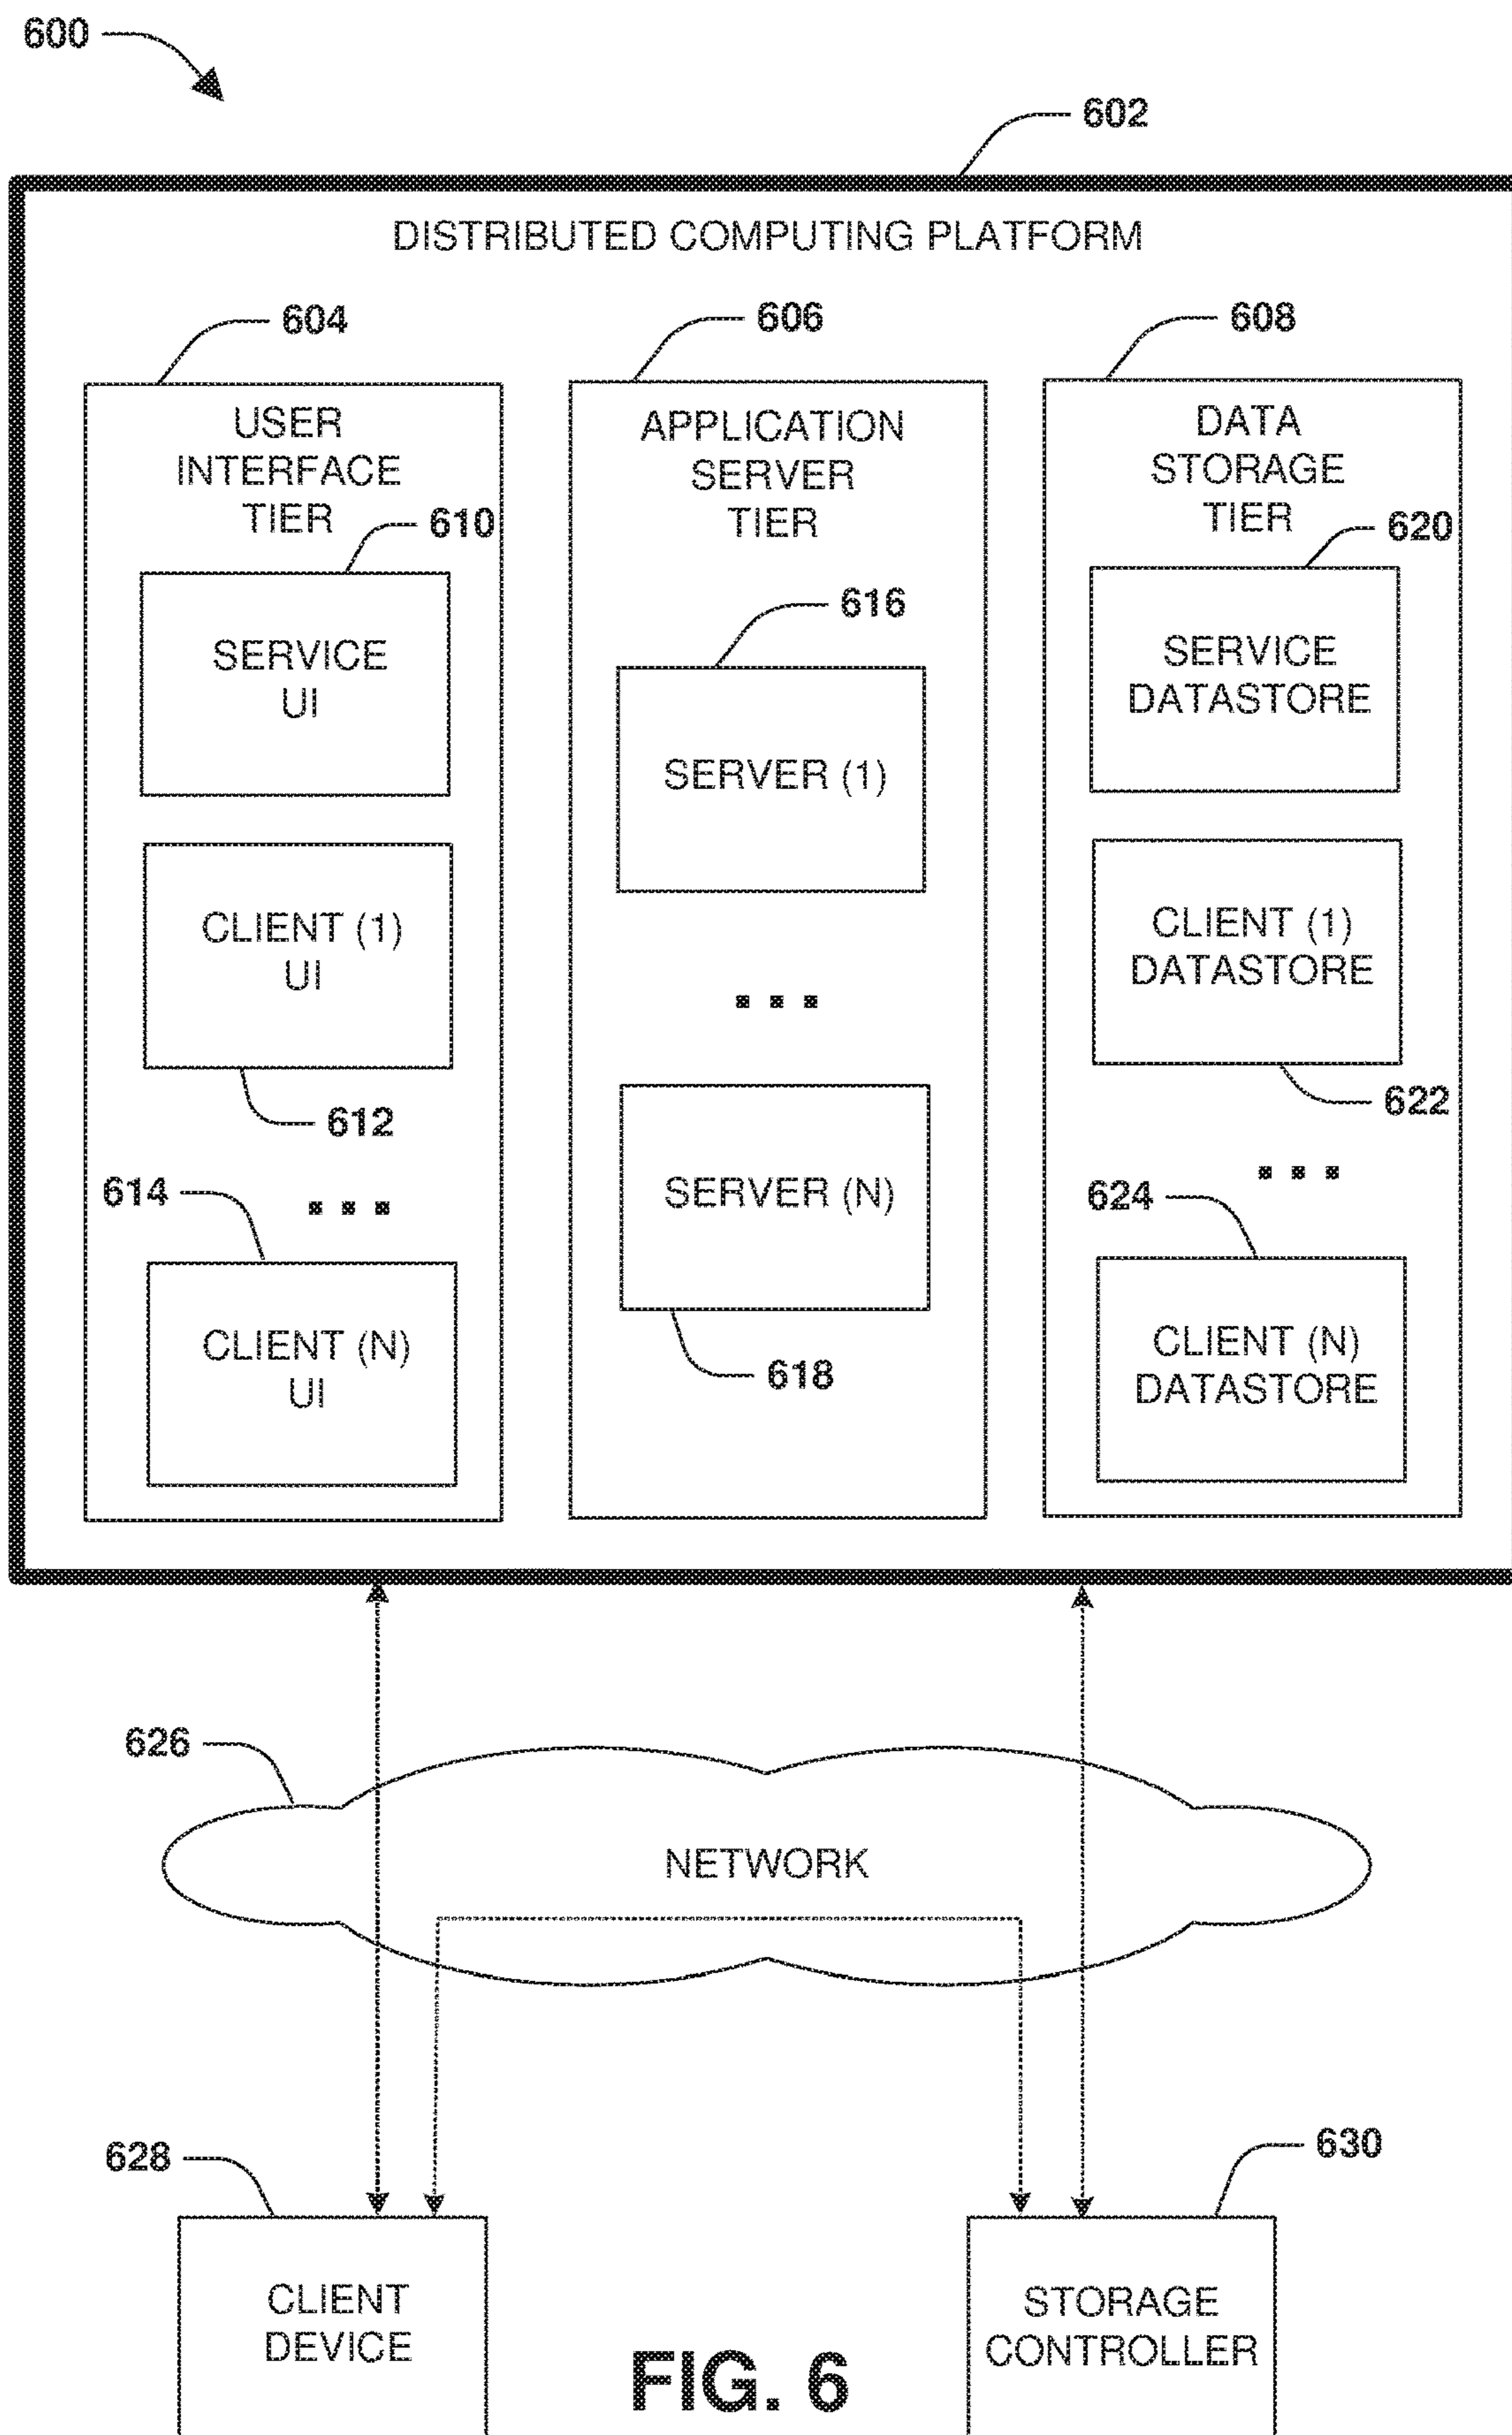 600
602
DISTRIBUTED COMPUTING PLATFORM
604
606
608
USER
INTERFACE
TIER
610
SERVICE
UI
CLIENT (1)
UI
612
614
...
CLIENT (N)
UI
APPLICATION
SERVER
TIER
616
SERVER (1)
...
SERVER (N)
618
DATA
STORAGE
TIER
620
SERVICE
DATASTORE
CLIENT (1)
DATASTORE
622
...
624
CLIENT (N)
DATASTORE
626
NETWORK
628
630
CLIENT
DEVICE
STORAGE
CONTROLLER
FIG. 6